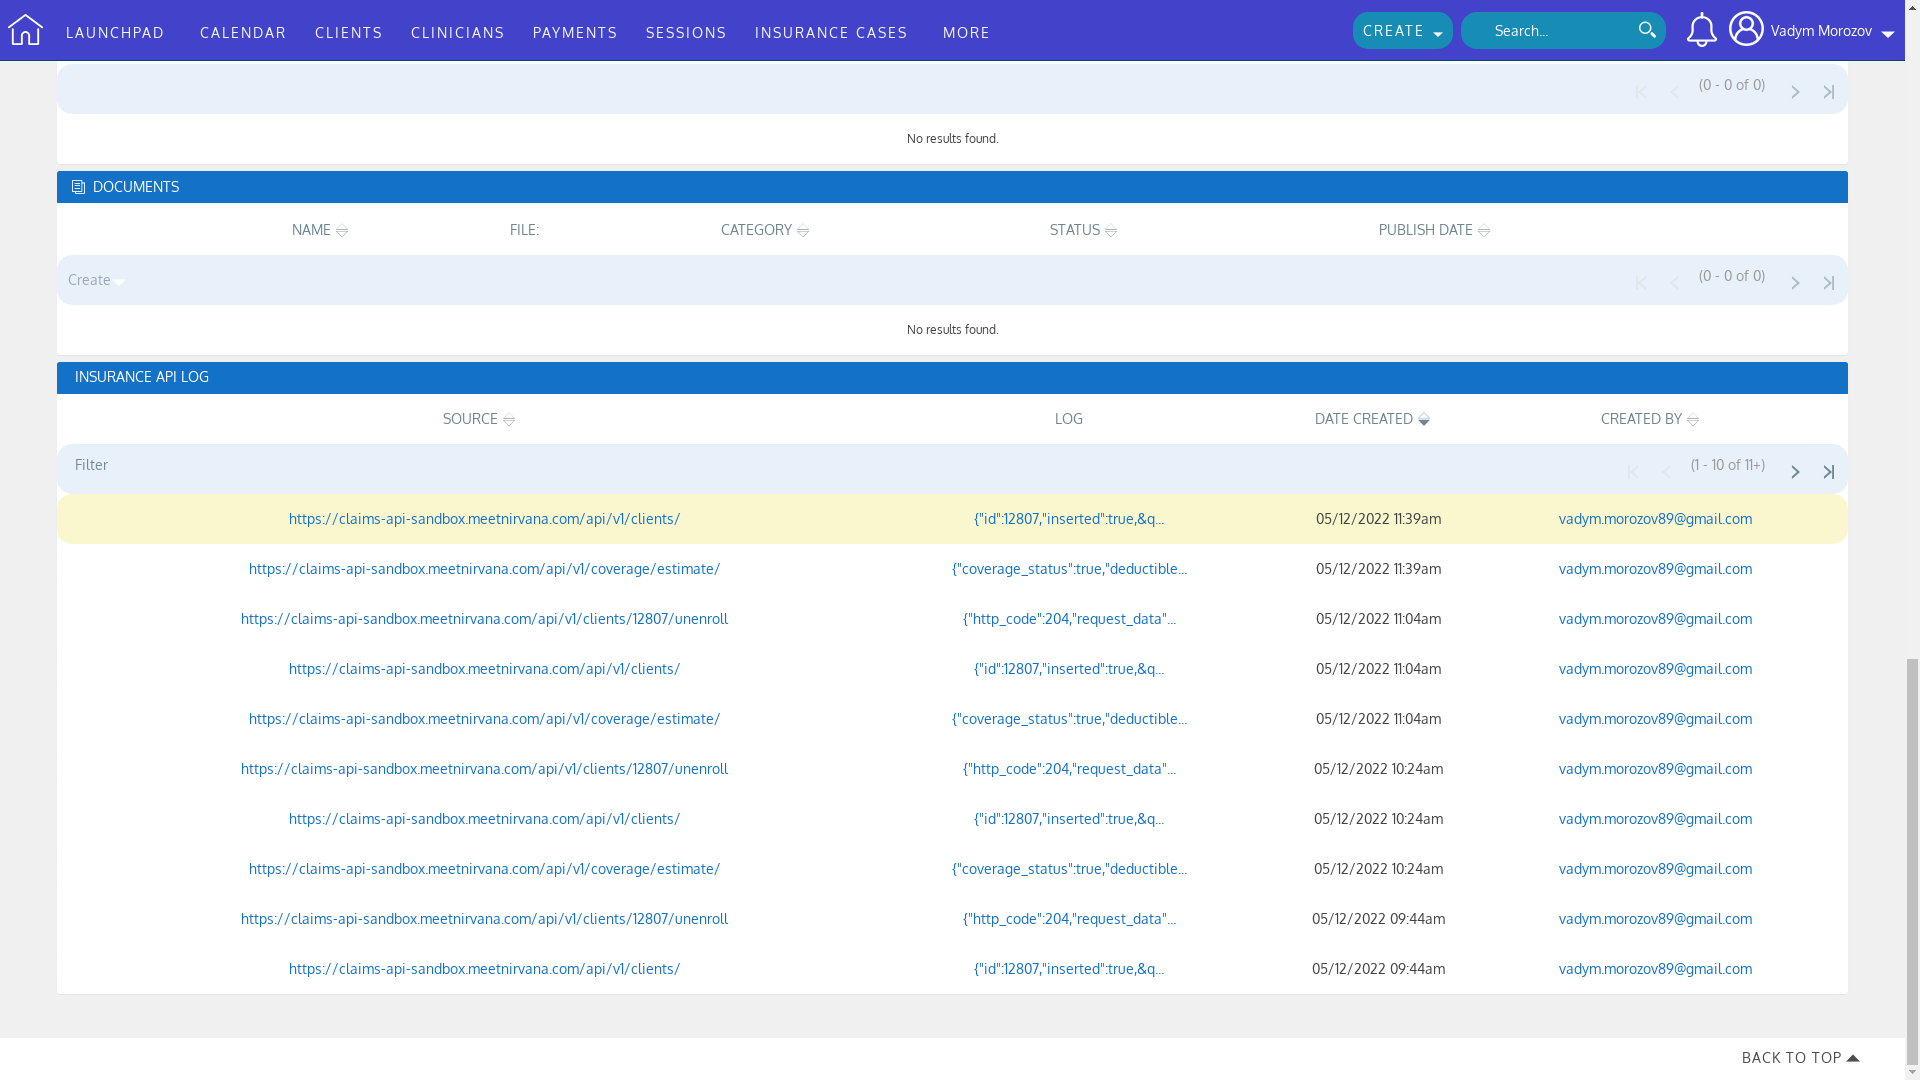 LAUNCHPAD CALENDAR CLIENTS CLINICIANS PAYMENTS SESSIONS INSURANCE CASES MORE CREATE Search... Vadym Morozov
(0 - 0 of 0)
No results found.
DOCUMENTS
NAME FILE: CATEGORY STATUS PUBLISH DATE
Create (0 - 0 of 0)
No results found.
INSURANCE API LOG
SOURCE LOG DATE CREATED CREATED BY
Filter (1 - 10 of 11+)
https://claims-api-sandbox.meetnirvana.com/api/v1/clients/ {"id":12807,"inserted":true,&q... 05/12/2022 11:39am vadym.morozov89@gmail.com
https://claims-api-sandbox.meetnirvana.com/api/v1/coverage/estimate/ {"coverage_status":true,"deductible... 05/12/2022 11:39am vadym.morozov89@gmail.com
https://claims-api-sandbox.meetnirvana.com/api/v1/clients/12807/unenroll {"http_code":204,"request_data"... 05/12/2022 11:04am vadym.morozov89@gmail.com
https://claims-api-sandbox.meetnirvana.com/api/v1/clients/ {"id":12807,"inserted":true,&q... 05/12/2022 11:04am vadym.morozov89@gmail.com
https://claims-api-sandbox.meetnirvana.com/api/v1/coverage/estimate/ {"coverage_status":true,"deductible... 05/12/2022 11:04am vadym.morozov89@gmail.com
https://claims-api-sandbox.meetnirvana.com/api/v1/clients/12807/unenroll {"http_code":204,"request_data"... 05/12/2022 10:24am vadym.morozov89@gmail.com
https://claims-api-sandbox.meetnirvana.com/api/v1/clients/ {"id":12807,"inserted":true,&q... 05/12/2022 10:24am vadym.morozov89@gmail.com
https://claims-api-sandbox.meetnirvana.com/api/v1/coverage/estimate/ {"coverage_status":true,"deductible... 05/12/2022 10:24am vadym.morozov89@gmail.com
https://claims-api-sandbox.meetnirvana.com/api/v1/clients/12807/unenroll {"http_code":204,"request_data"... 05/12/2022 09:44am vadym.morozov89@gmail.com
https://claims-api-sandbox.meetnirvana.com/api/v1/clients/ {"id":12807,"inserted":true,&q... 05/12/2022 09:44am vadym.morozov89@gmail.com
BACK TO TOP